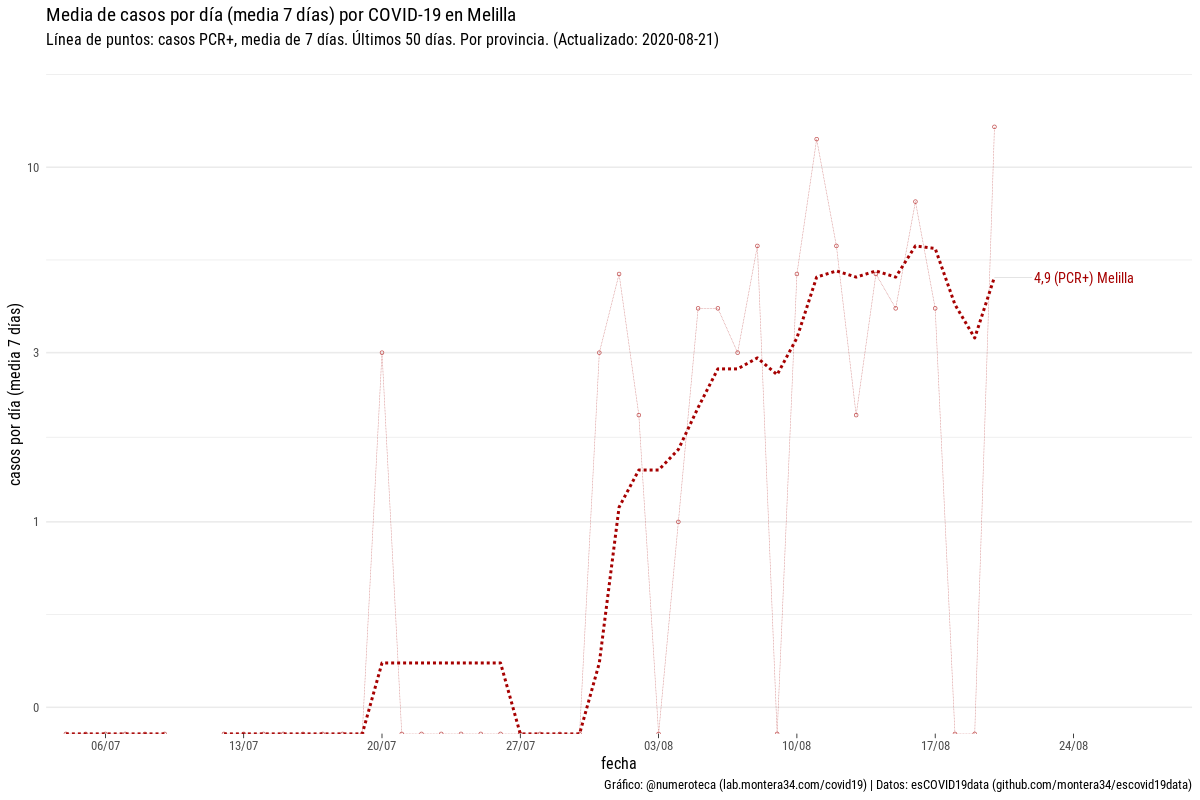 Media de casos por día (media 7 días) por COVID-19 en Melilla
Línea de puntos: casos PCR+, media de 7 días. Últimos 50 días. Por provincia. (Actualizado: 2020-08-21)
casos por día (media 7 días)
10
3
1
0
4,9 (PCR+) Melilla
06/07
13/07
20/07
27/07
03/08
10/08
17/08
24/08
fecha
Gráfico: @numeroteca (lab.montera34.com/covid19) | Datos: esCOVID19data (github.com/montera34/escovid19data)